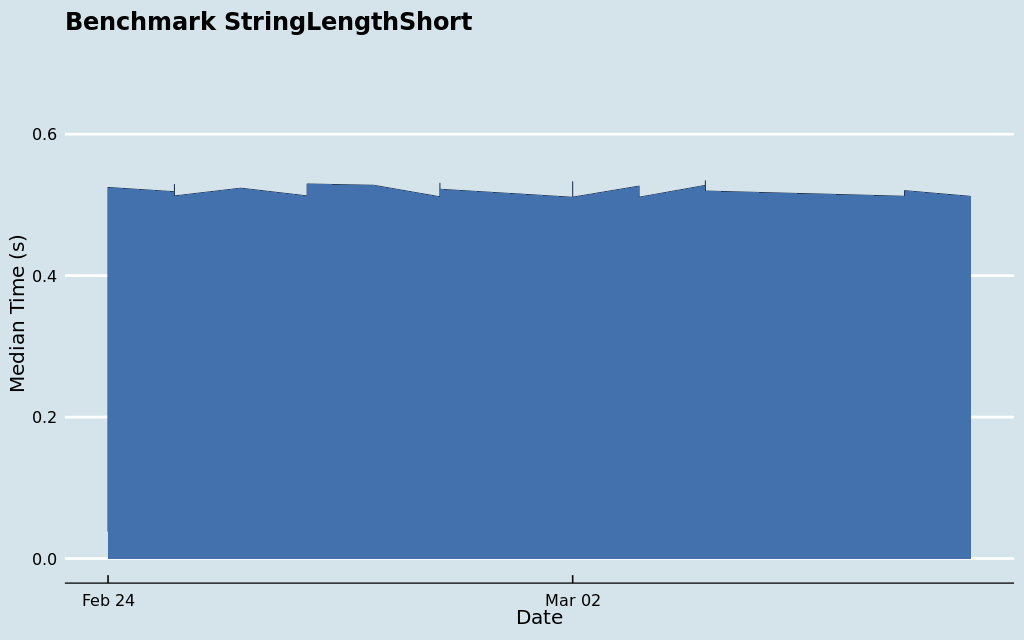 Benchmark StringLengthShort
Median Time (s)
0.6
0.4
0.2
0.0
Feb 24
Mar 02
Date